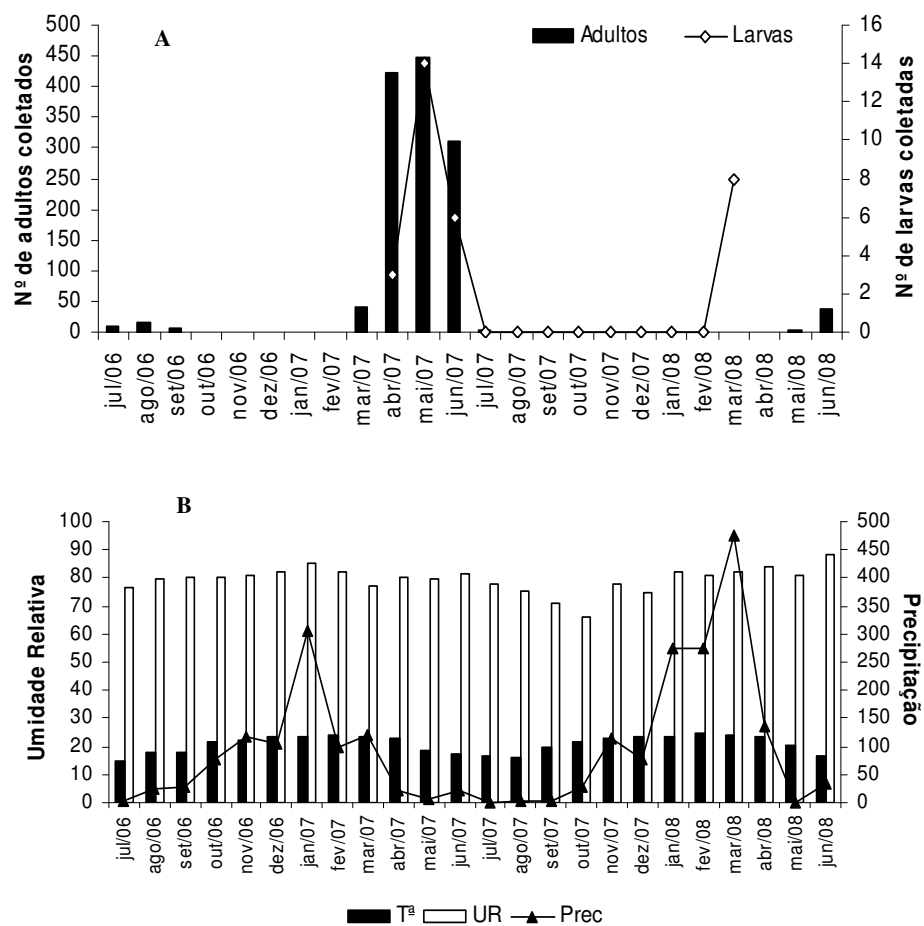 A
Adultos Larvas
Nº de adultos coletados
500
450
400
350
300
250
200
150
100
50
0
Nº de larvas coletadas
16
14
12
10
8
6
4
2
0
jul/06
ago/06
set/06
out/06
nov/06
dez/06
jan/07
fev/07
mar/07
abr/07
mai/07
jun/07
jul/07
ago/07
set/07
out/07
nov/07
dez/07
jan/08
fev/08
mar/08
abr/08
mai/08
jun/08
B
Umidade Relativa
100
90
80
70
60
50
40
30
20
10
0
Precipitação
500
450
400
350
300
250
200
150
100
50
0
jul/06
ago/06
set/06
out/06
nov/06
dez/06
jan/07
fev/07
mar/07
abr/07
mai/07
jun/07
jul/07
ago/07
set/07
out/07
nov/07
dez/07
jan/08
fev/08
mar/08
abr/08
mai/08
jun/08
Tª UR Prec